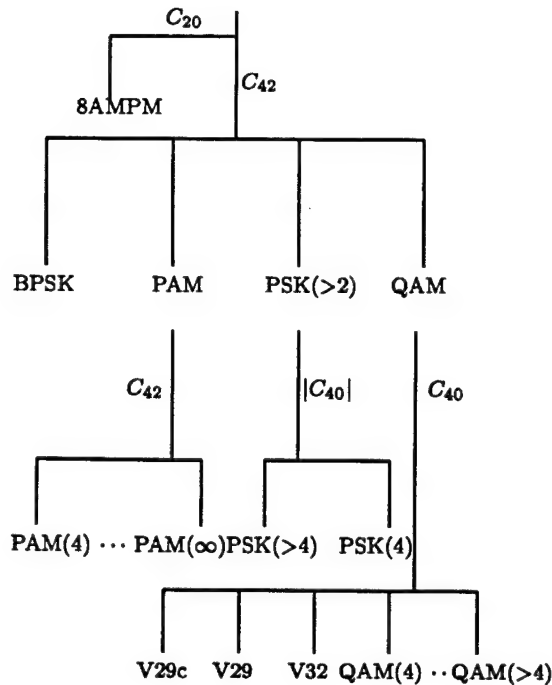 C₂₀
C₄₂
8AMPM
BPSK PAM PSK(>2) QAM
C₄₂ |C₄₀| C₄₀
PAM(4) ··· PAM(∞) PSK(>4) PSK(4)
V29c V29 V32 QAM(4) ·· QAM(>4)